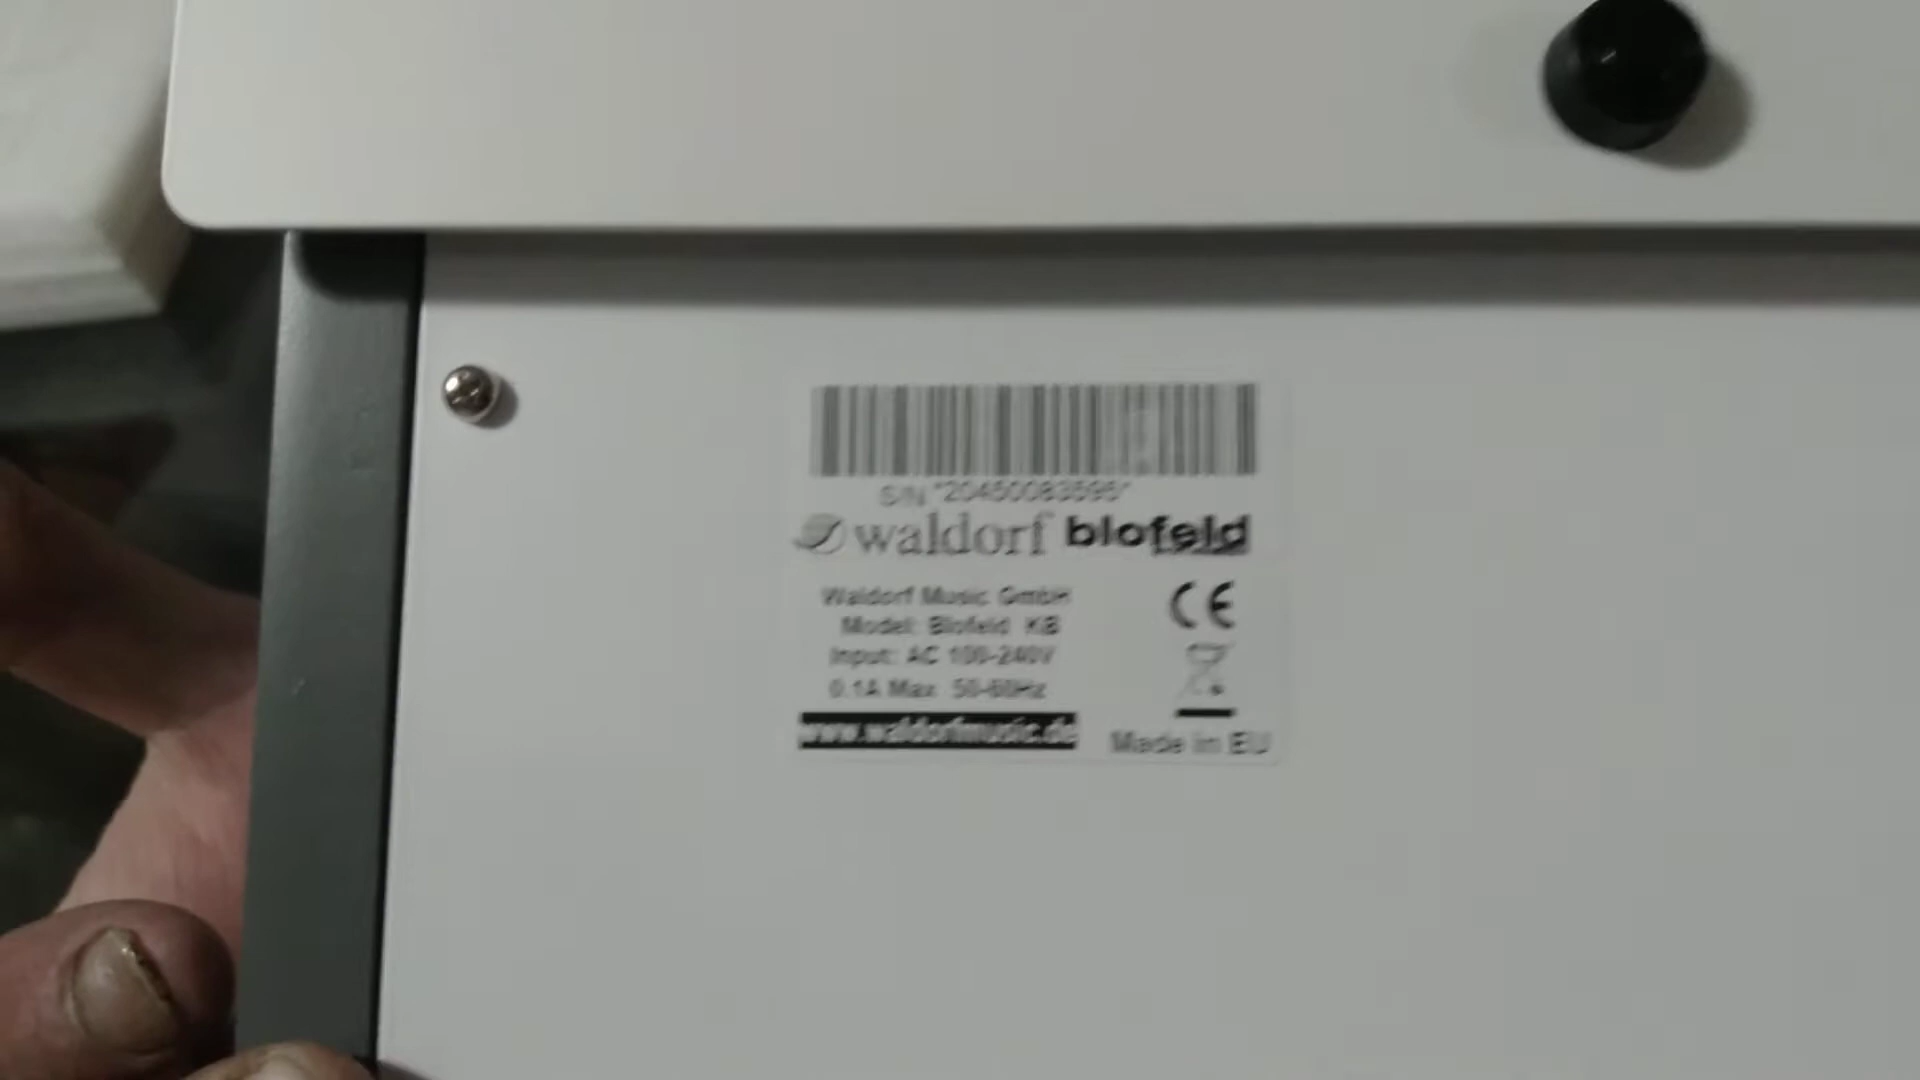 S/N *20450083595*
waldorf blofeld
Waldorf Music GmbH
Model: Blofeld KB
Input: AC 100-240V
0.1A Max 50-60Hz
www.waldorfmusic.de
CE
Made in EU